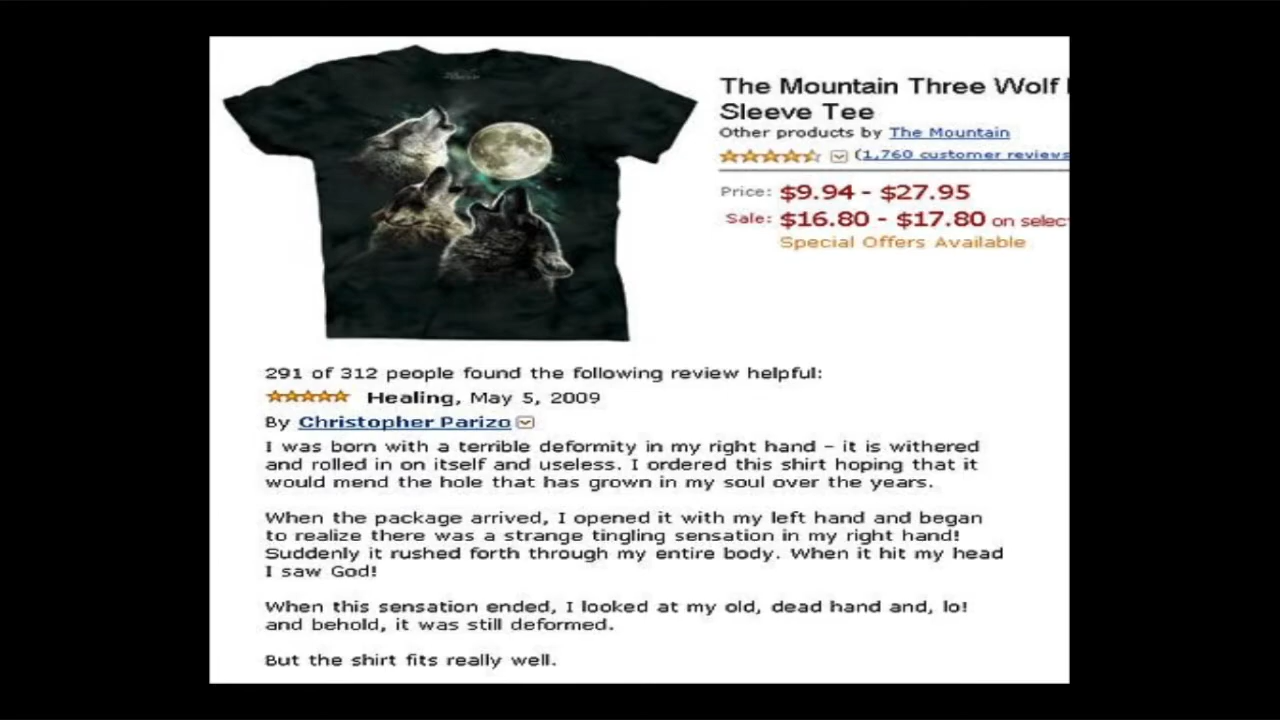 The Mountain Three Wolf
Sleeve Tee
Other products by The Mountain
(1,760 customer reviews
Price: $9.94 - $27.95
Sale: $16.80 - $17.80 on selec
Special Offers Available
291 of 312 people found the following review helpful:
Healing, May 5, 2009
By Christopher Parizo
I was born with a terrible deformity in my right hand – it is withered
and rolled in on itself and useless. I ordered this shirt hoping that it
would mend the hole that has grown in my soul over the years.
When the package arrived, I opened it with my left hand and began
to realize there was a strange tingling sensation in my right hand!
Suddenly it rushed forth through my entire body. When it hit my head
I saw God!
When this sensation ended, I looked at my old, dead hand and, lo!
and behold, it was still deformed.
But the shirt fits really well.